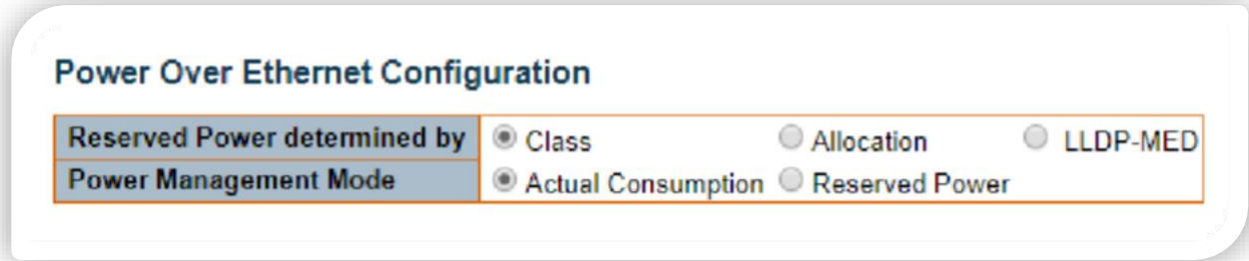 Power Over Ethernet Configuration
Reserved Power determined by Class Allocation LLDP-MED
Power Management Mode Actual Consumption Reserved Power